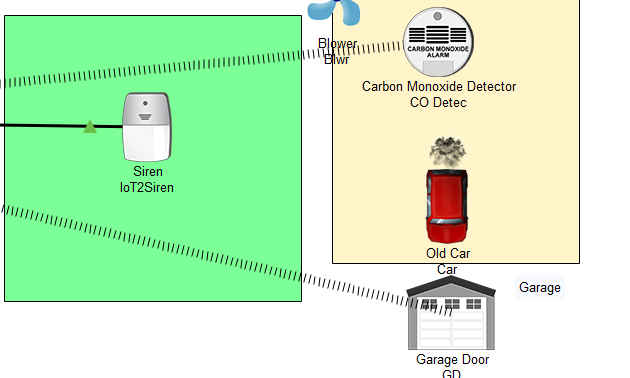 Blower
Blwr
CARBON MONOXIDE
ALARM
Carbon Monoxide Detector
CO Detec
Siren
IoT2Siren
Old Car
Car
Garage
Garage Door
GD